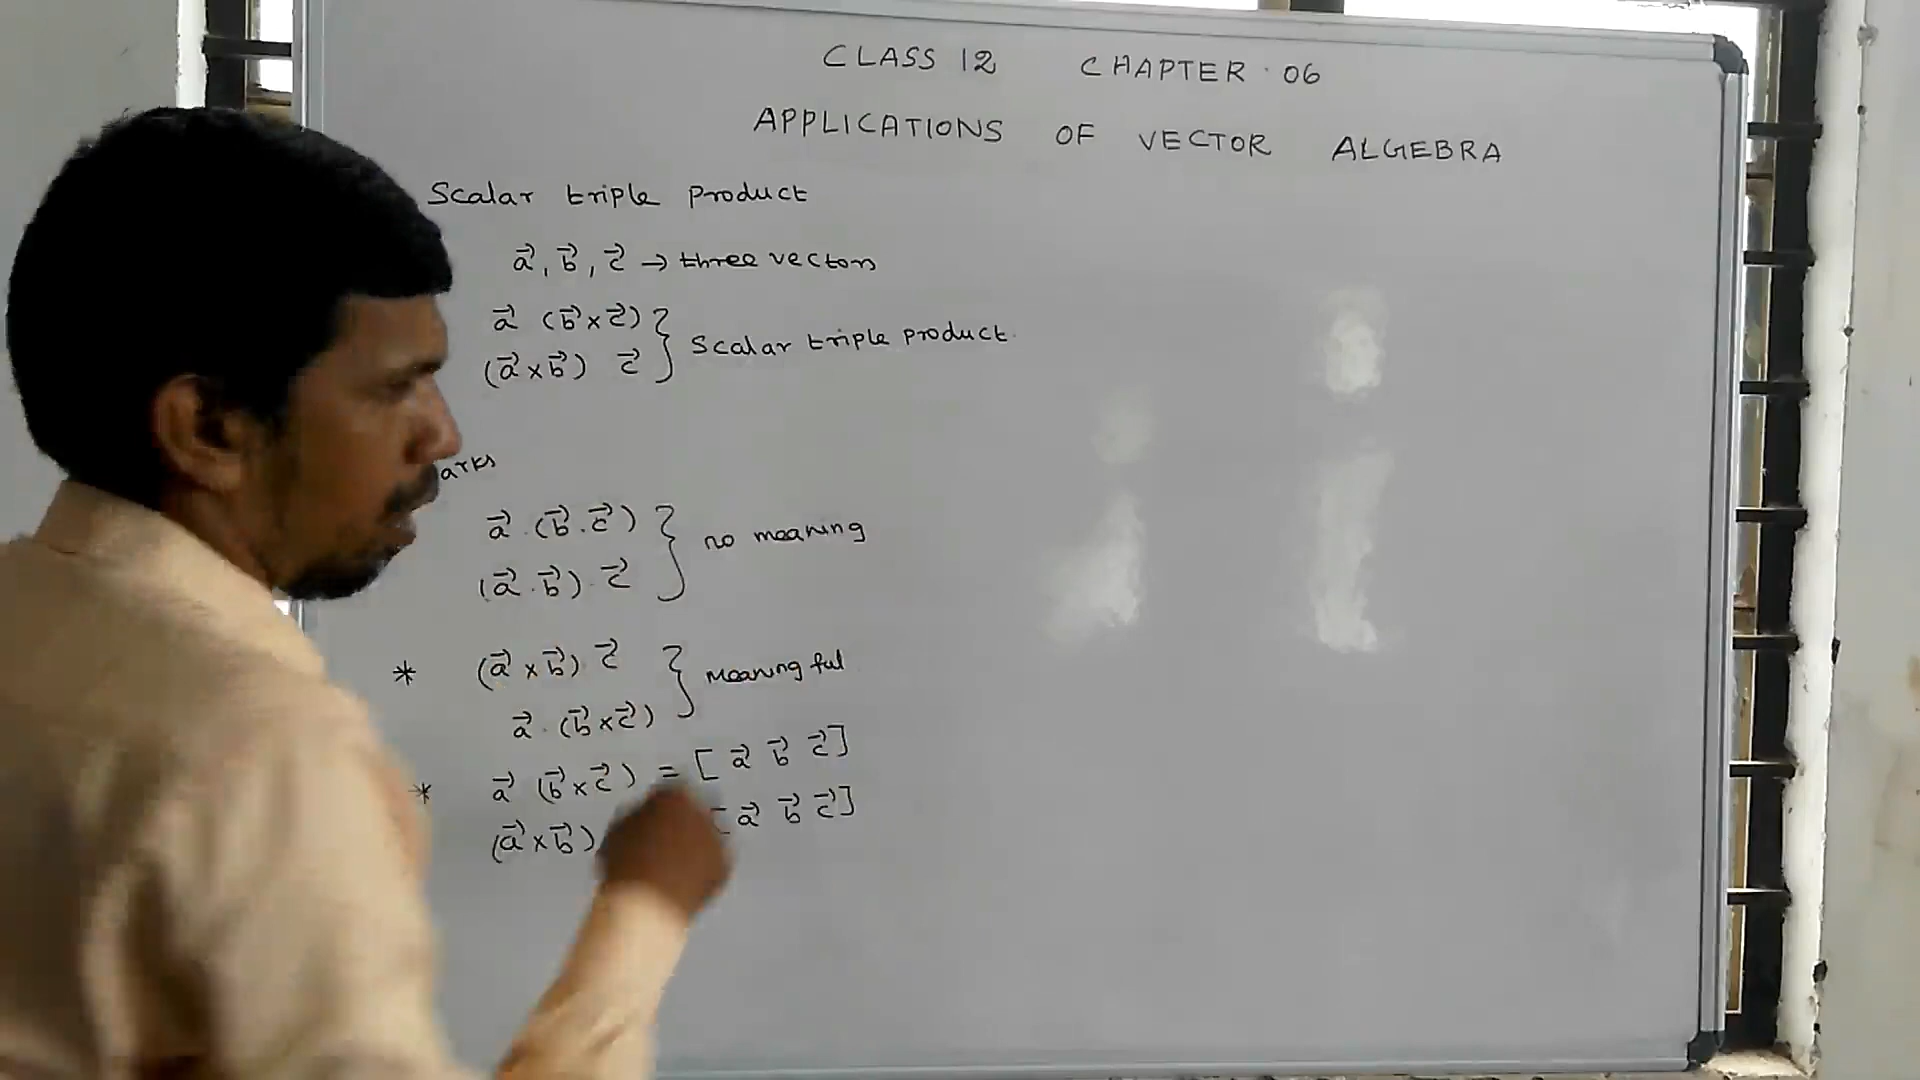 CLASS 12 CHAPTER 06
APPLICATIONS OF VECTOR ALGEBRA
Scalar triple product
a⃗, b⃗, c⃗ → three vectors
a⃗ (b⃗ × c⃗) }
(a⃗ × b⃗) c⃗ } Scalar triple product
arks
a⃗ . (b⃗ . c⃗) }
(a⃗ . b⃗) . c⃗ } no meaning
* (a⃗ × b⃗) . c⃗ }
a⃗ . (b⃗ × c⃗) } Meaning ful
* a⃗ (b⃗ × c⃗) = [ a⃗ b⃗ c⃗ ]
(a⃗ × b⃗) [ a⃗ b⃗ c⃗ ]